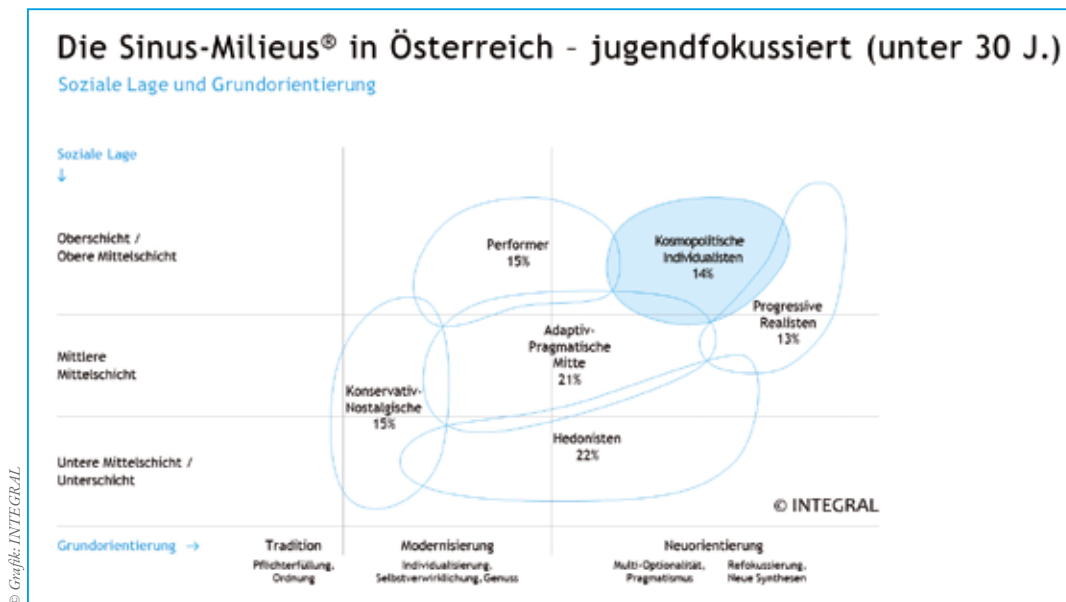 Die Sinus-Milieus® in Österreich – jugendfokussiert (unter 30 J.)
Soziale Lage und Grundorientierung
Soziale Lage
↓
Oberschicht /
Obere Mittelschicht
Performer
15%
Kosmopolitische
Individualisten
14%
Progressive
Realisten
13%
Mittlere
Mittelschicht
Adaptiv-
Pragmatische
Mitte
21%
Konservativ-
Nostalgische
15%
Hedonisten
22%
Untere Mittelschicht /
Unterschicht
© INTEGRAL
Grundorientierung →
Tradition
Pflichterfüllung,
Ordnung
Modernisierung
Individualisierung,
Selbstverwirklichung, Genuss
Neuorientierung
Multi-Optionalität,
Pragmatismus
Refokussierung,
Neue Synthesen
© Grafik: INTEGRAL